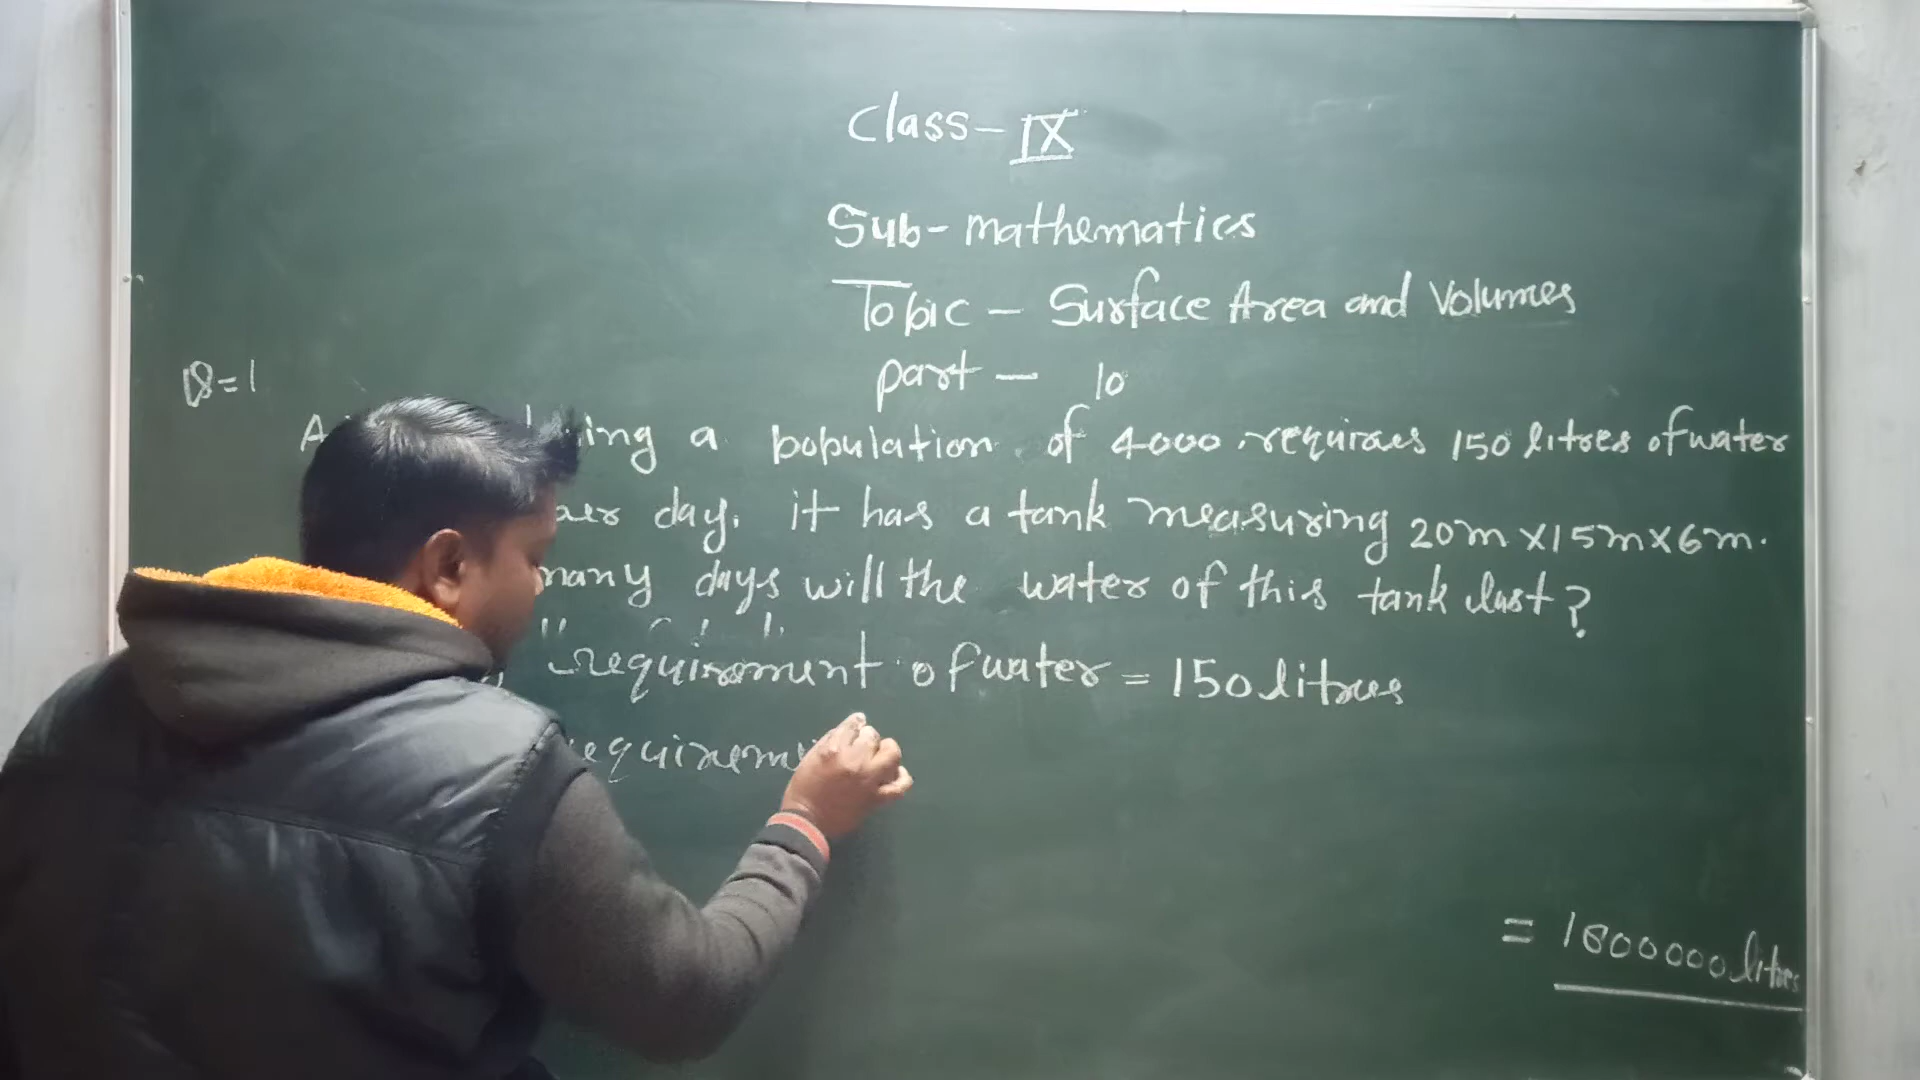 Class - IX
Sub - mathematics
Topic - Surface Area and Volumes
part - 10
Q=1
A ing a population of 4000 requires 150 litres of water
day. it has a tank measuring 20m x 15m x 6m.
many days will the water of this tank last?
requirement of water = 150 litres
= 1800000 litres